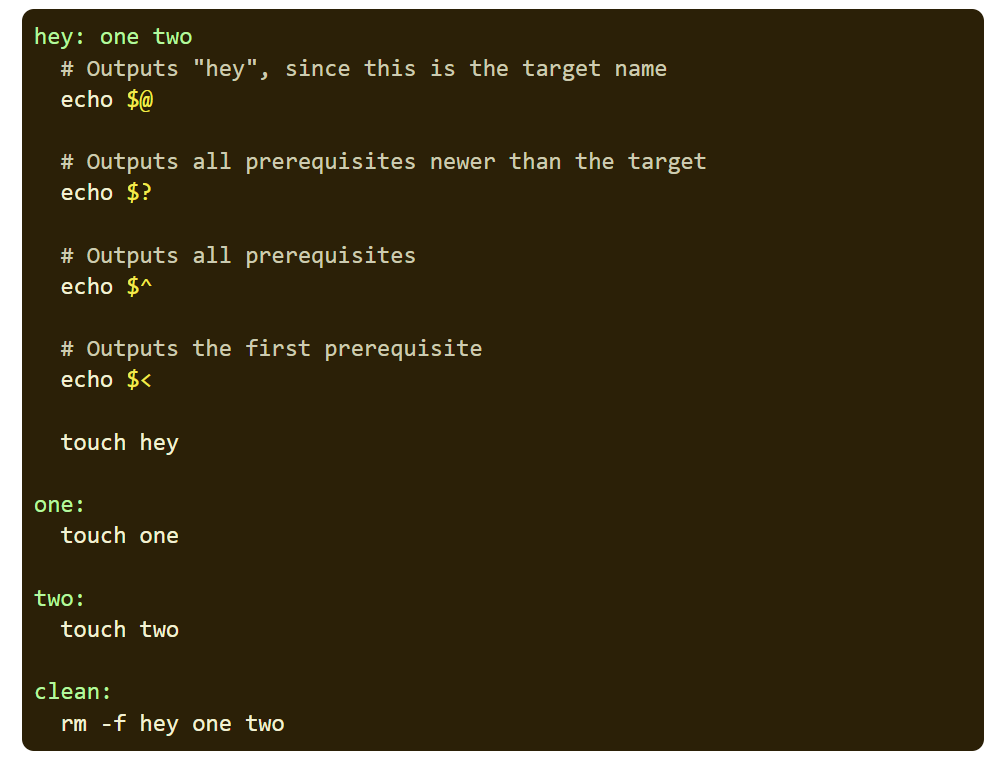 hey: one two
# Outputs "hey", since this is the target name
echo $@
# Outputs all prerequisites newer than the target
echo $?
# Outputs all prerequisites
echo $^
# Outputs the first prerequisite
echo $<
touch hey
one:
touch one
two:
touch two
clean:
rm -f hey one two